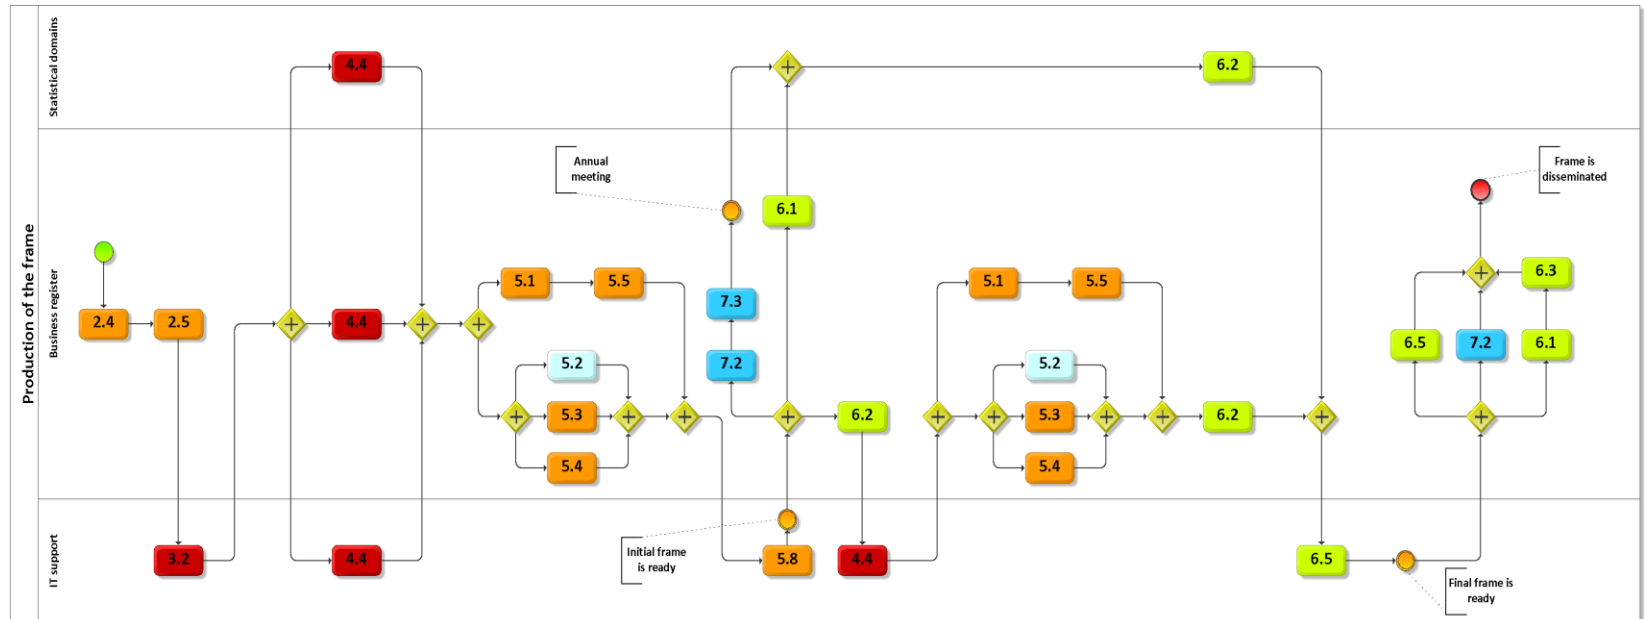 Production of the frame
Statistical domains
4.4
6.2
Business register
Annual
meeting
Frame is
disseminated
6.1
2.4
2.5
4.4
5.1
5.5
5.2
5.3
5.4
7.3
7.2
6.2
5.1
5.5
5.2
5.3
5.4
6.2
6.3
6.5
7.2
6.1
IT support
3.2
4.4
Initial frame
is ready
5.8
4.4
6.5
Final frame is
ready